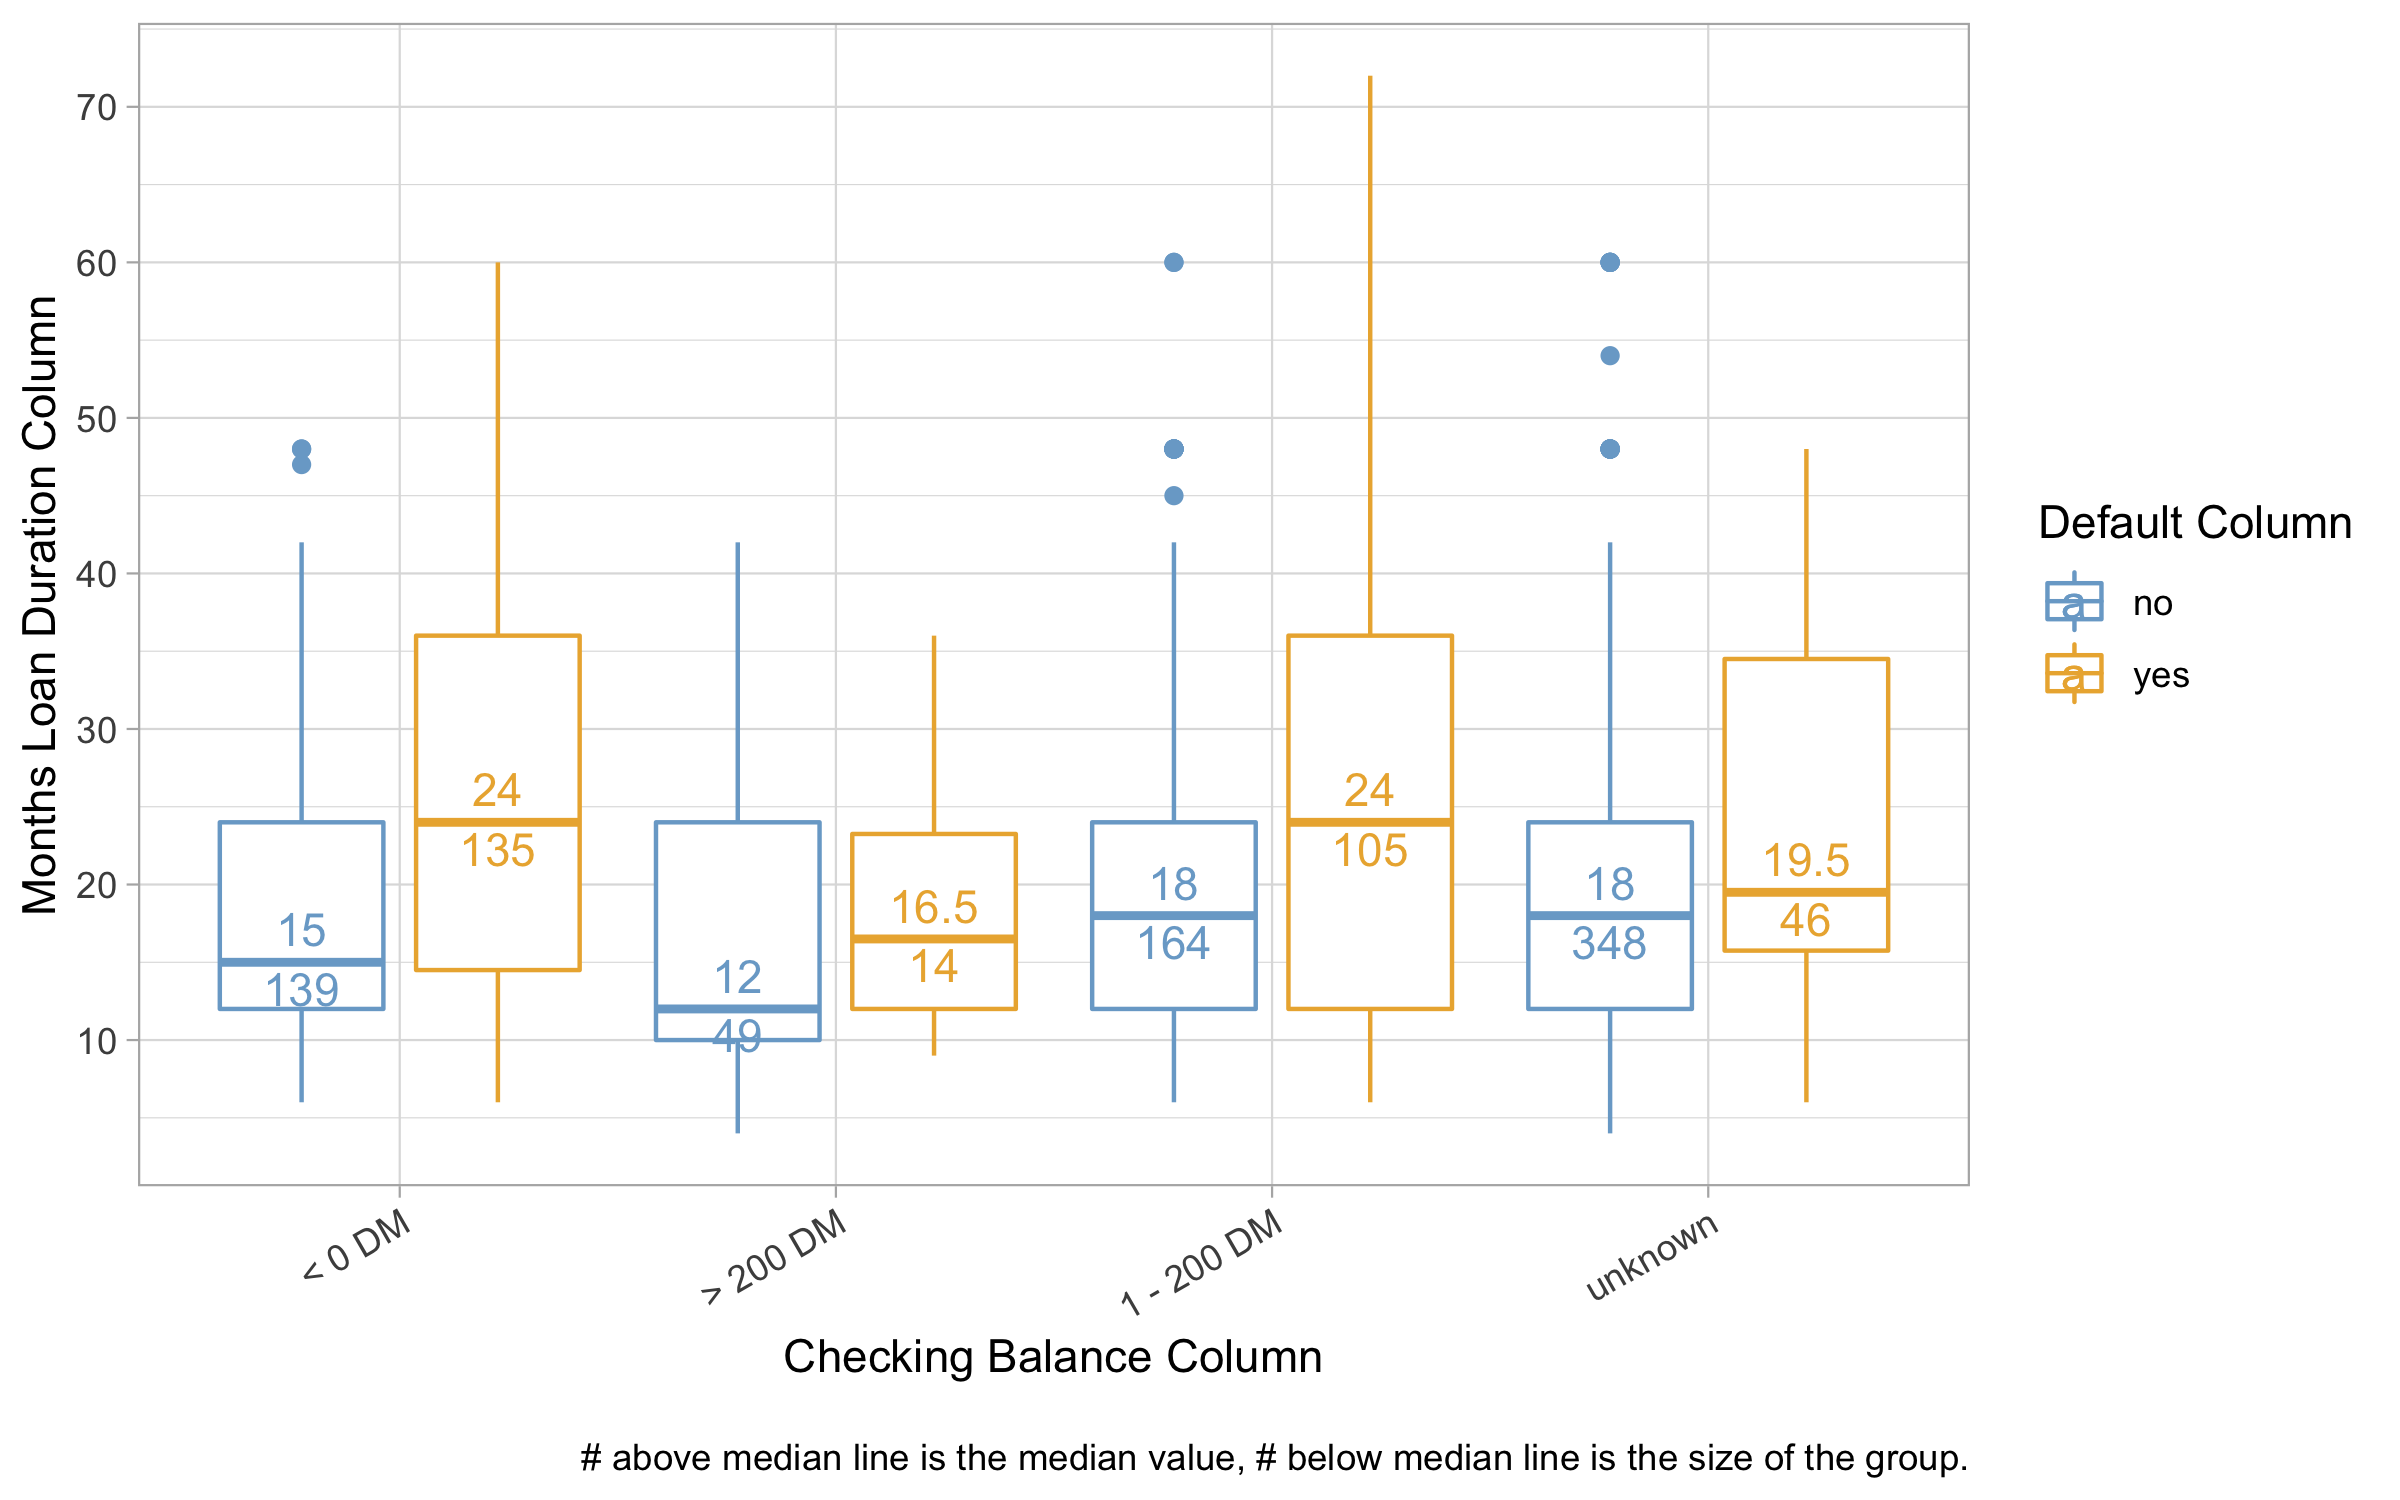 Months Loan Duration Column
70
60
50
40
30
20
10
24
135
15
139
12
49
16.5
14
18
164
24
105
18
348
19.5
46
< 0 DM
> 200 DM
1 - 200 DM
unknown
Checking Balance Column
Default Column
a no
a yes
# above median line is the median value, # below median line is the size of the group.